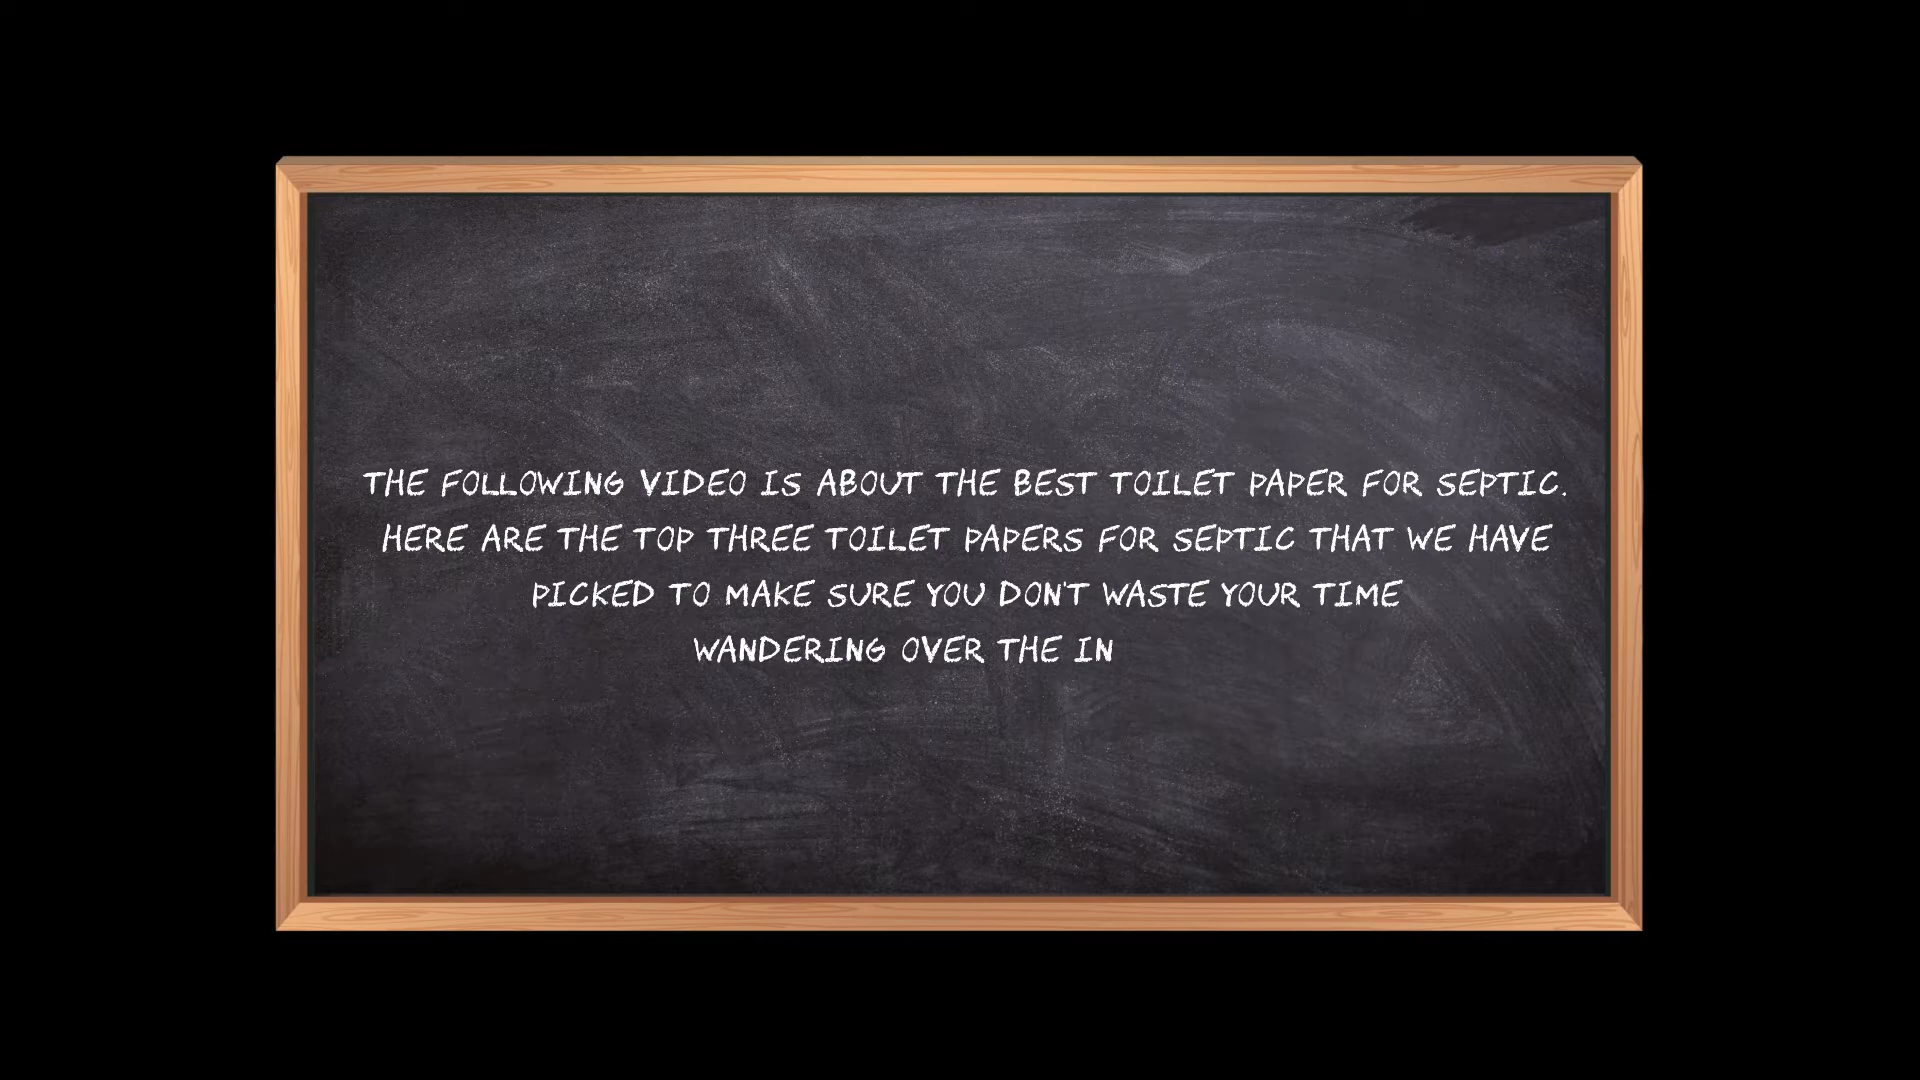 THE FOLLOWING VIDEO IS ABOUT THE BEST TOILET PAPER FOR SEPTIC.
HERE ARE THE TOP THREE TOILET PAPERS FOR SEPTIC THAT WE HAVE
PICKED TO MAKE SURE YOU DON'T WASTE YOUR TIME
WANDERING OVER THE IN